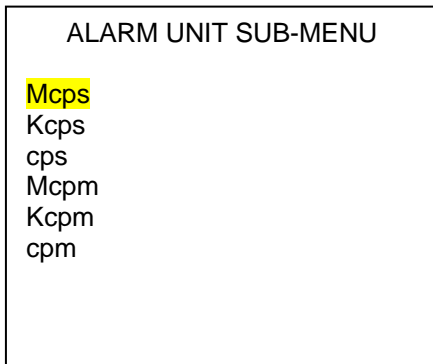 ALARM UNIT SUB-MENU
Mcps
Kcps
cps
Mcpm
Kcpm
cpm